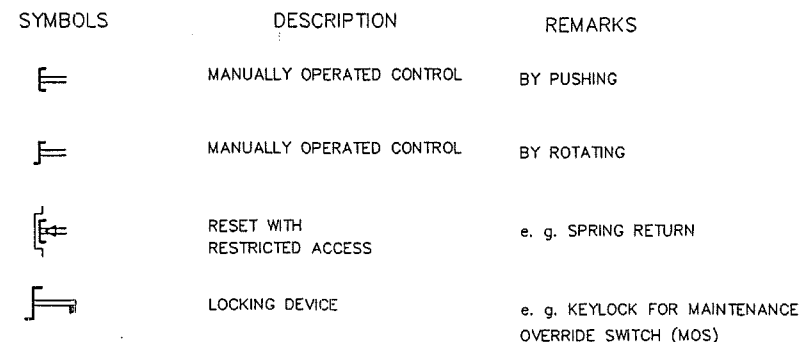 SYMBOLS DESCRIPTION REMARKS
MANUALLY OPERATED CONTROL BY PUSHING
MANUALLY OPERATED CONTROL BY ROTATING
RESET WITH
RESTRICTED ACCESS
e. g. SPRING RETURN
LOCKING DEVICE
e. g. KEYLOCK FOR MAINTENANCE
OVERRIDE SWITCH (MOS)